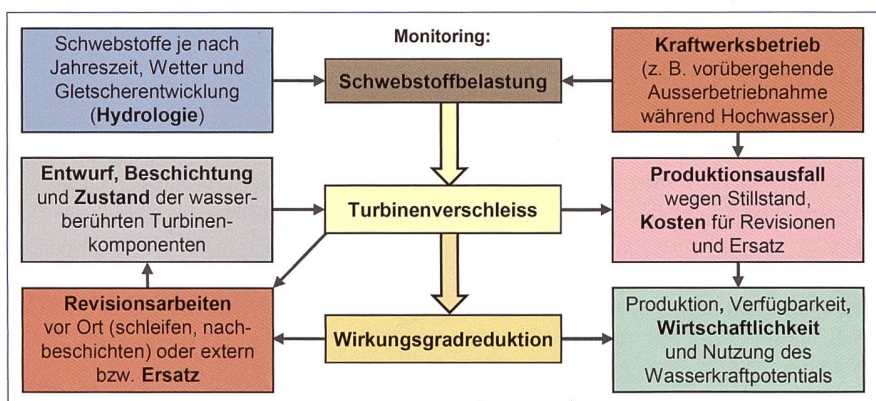 Monitoring:
Schwebstoffe je nach
Jahreszeit, Wetter und
Gletscherentwicklung
(Hydrologie)
Schwebstoffbelastung
Kraftwerksbetrieb
(z. B. vorübergehende
Ausserbetriebnahme
während Hochwasser)
Entwurf, Beschichtung
und Zustand der wasser-
berührten Turbinen-
komponenten
Turbinenverschleiss
Produktionsausfall
wegen Stillstand,
Kosten für Revisionen
und Ersatz
Revisionsarbeiten
vor Ort (schleifen, nach-
beschichten) oder extern
bzw. Ersatz
Wirkungsgradreduktion
Produktion, Verfügbarkeit,
Wirtschaftlichkeit
und Nutzung des
Wasserkraftpotentials